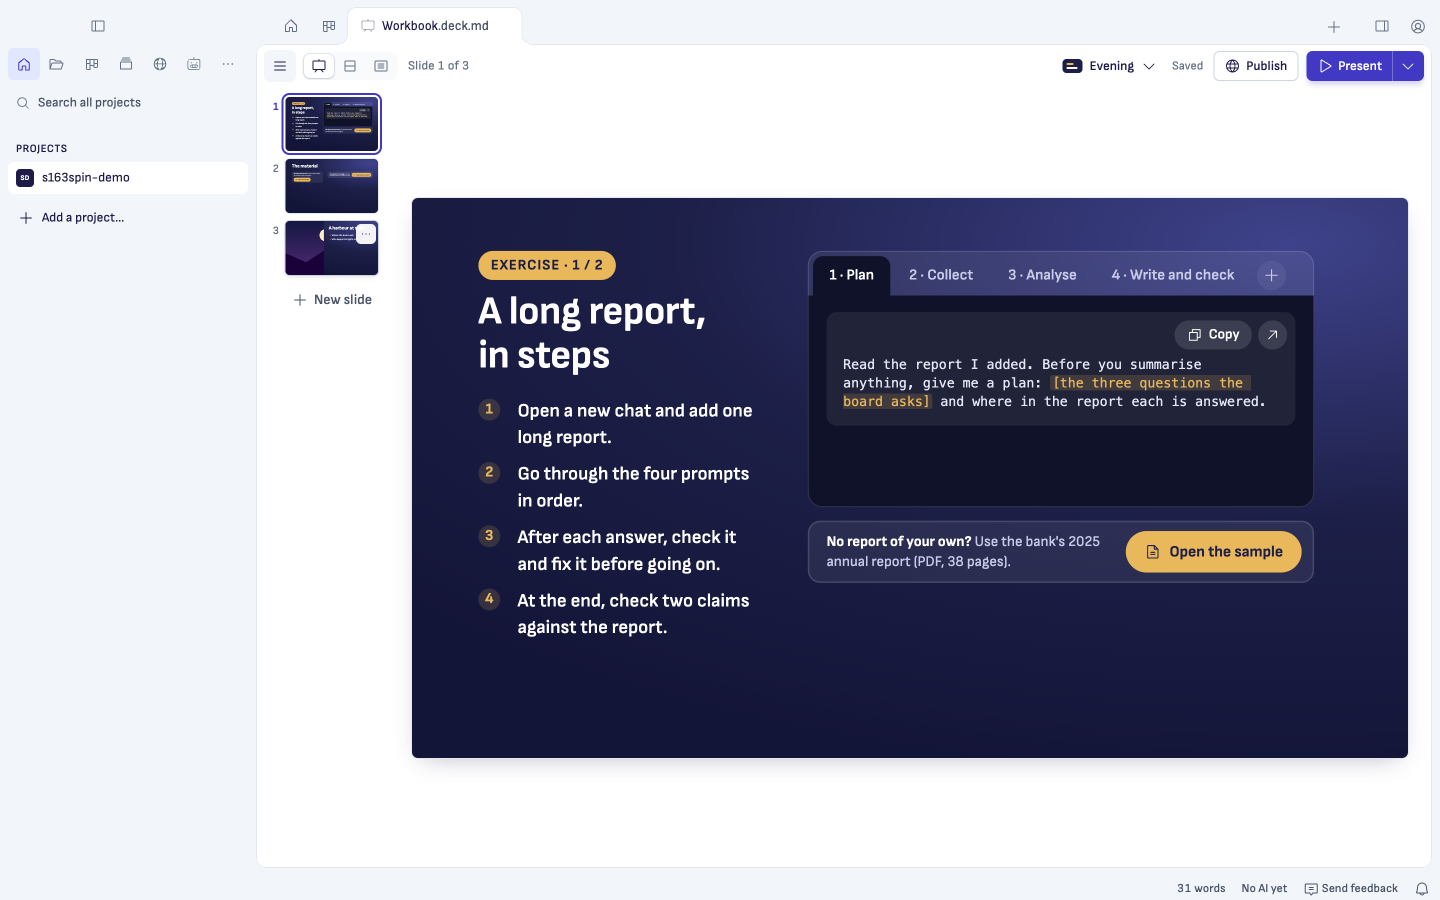 Workbook.deck.md
Slide 1 of 3
Evening
Saved
Publish
Present
Search all projects
PROJECTS
SD
s163spin-demo
Add a project...
1
2
The material
3
New slide
EXERCISE · 1 / 2
A long report,
in steps
1
Open a new chat and add one
long report.
2
Go through the four prompts
in order.
3
After each answer, check it
and fix it before going on.
4
At the end, check two claims
against the report.
1 · Plan
2 · Collect
3 · Analyse
4 · Write and check
Copy
Read the report I added. Before you summarise
anything, give me a plan: [the three questions the
board asks] and where in the report each is answered.
No report of your own? Use the bank's 2025
annual report (PDF, 38 pages).
Open the sample
31 words
No AI yet
Send feedback